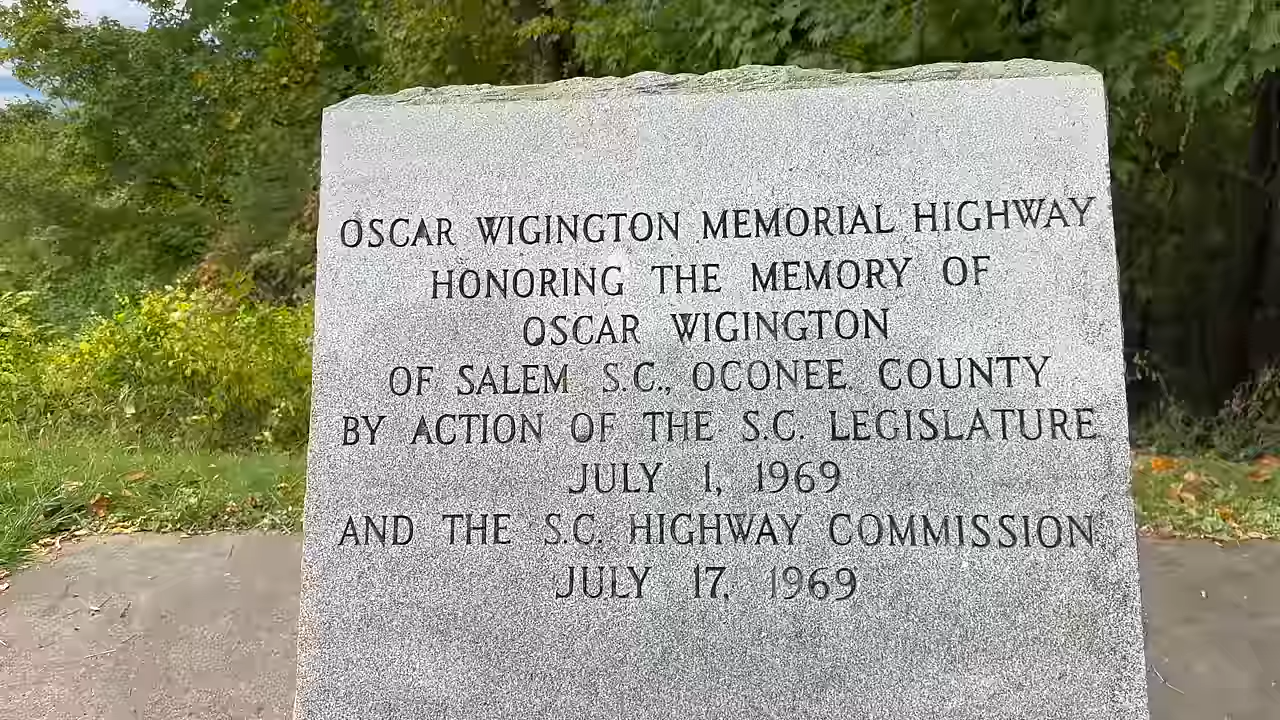 OSCAR WIGINGTON MEMORIAL HIGHWAY
HONORING THE MEMORY OF
OSCAR WIGINGTON
OF SALEM S.C., OCONEE COUNTY
BY ACTION OF THE S.C. LEGISLATURE
JULY 1, 1969
AND THE S.C. HIGHWAY COMMISSION
JULY 17, 1969